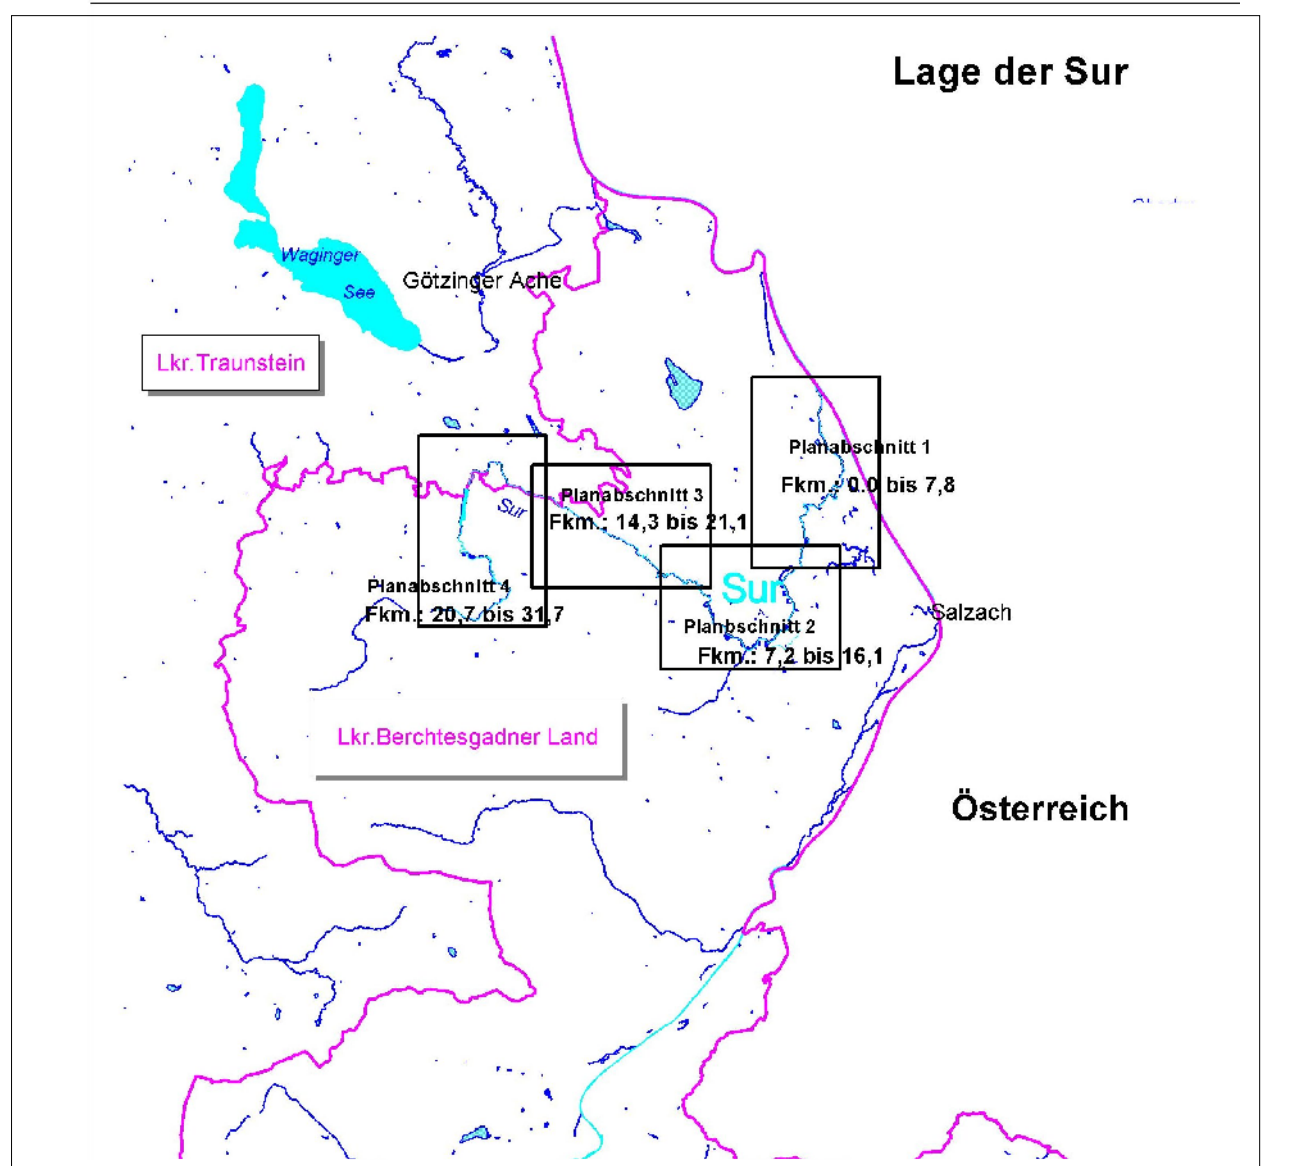 Lage der Sur
Waginger
See
Götzinger Ache
Lkr.Traunstein
Planabschnitt 1
Fkm.: 0.0 bis 7,8
Planabschnitt 3
Fkm.: 14,3 bis 21,1
Sur
Planabschnitt 4
Fkm.: 20,7 bis 31,7
Sur
Planbschnitt 2
Fkm.: 7,2 bis 16,1
Salzach
Lkr.Berchtesgadner Land
Österreich